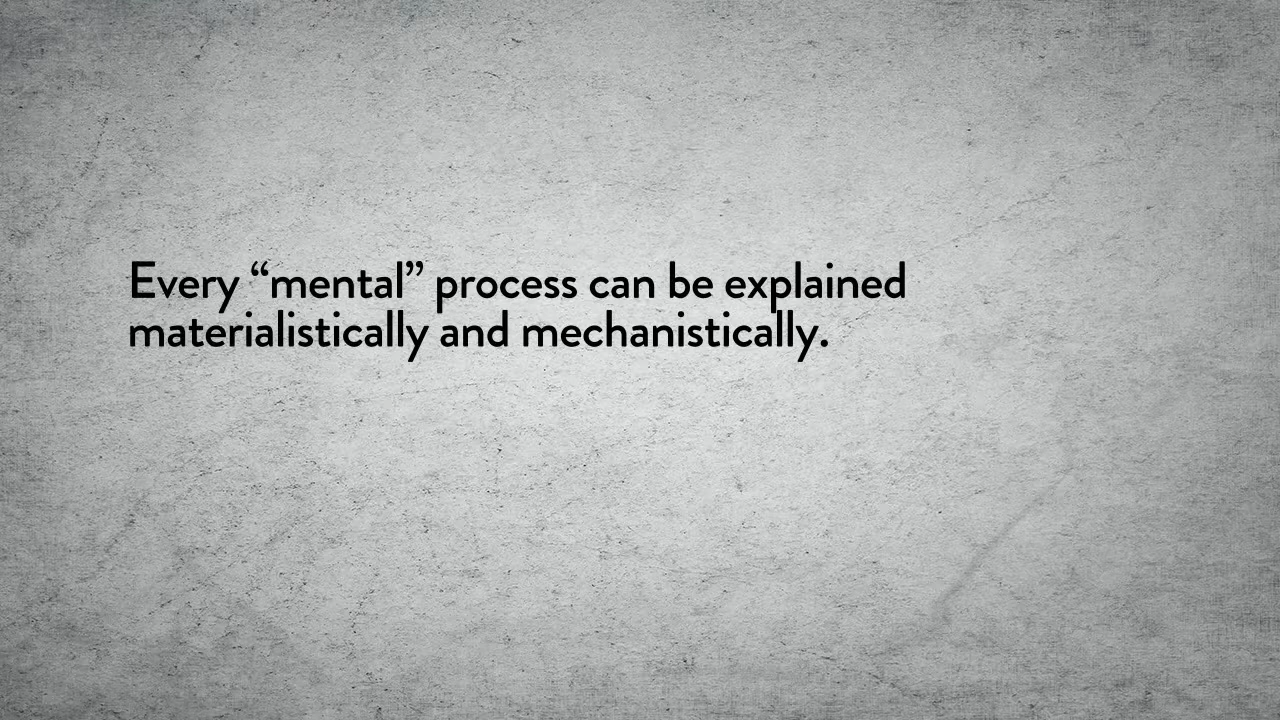 Every “mental” process can be explained
materialistically and mechanistically.